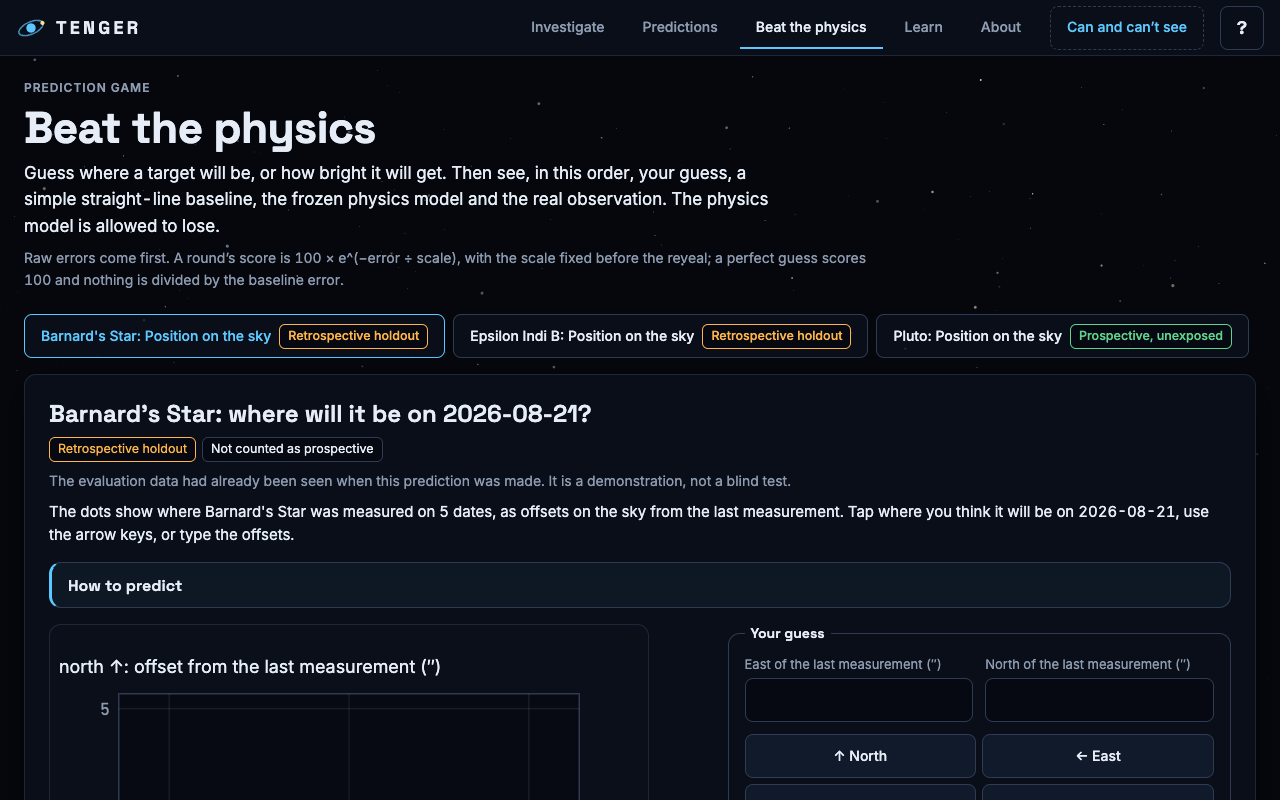 TENGER
Investigate
Predictions
Beat the physics
Learn
About
Can and can't see
?
PREDICTION GAME
Beat the physics
Guess where a target will be, or how bright it will get. Then see, in this order, your guess, a
simple straight-line baseline, the frozen physics model and the real observation. The physics
model is allowed to lose.
Raw errors come first. A round's score is 100 × e^(−error ÷ scale), with the scale fixed before the reveal; a perfect guess scores
100 and nothing is divided by the baseline error.
Barnard's Star: Position on the sky Retrospective holdout
Epsilon Indi B: Position on the sky Retrospective holdout
Pluto: Position on the sky Prospective, unexposed
Barnard's Star: where will it be on 2026-08-21?
Retrospective holdout
Not counted as prospective
The evaluation data had already been seen when this prediction was made. It is a demonstration, not a blind test.
The dots show where Barnard's Star was measured on 5 dates, as offsets on the sky from the last measurement. Tap where you think it will be on 2026-08-21, use
the arrow keys, or type the offsets.
How to predict
north ↑: offset from the last measurement (″)
5
Your guess
East of the last measurement (″)
North of the last measurement (″)
↑ North
← East